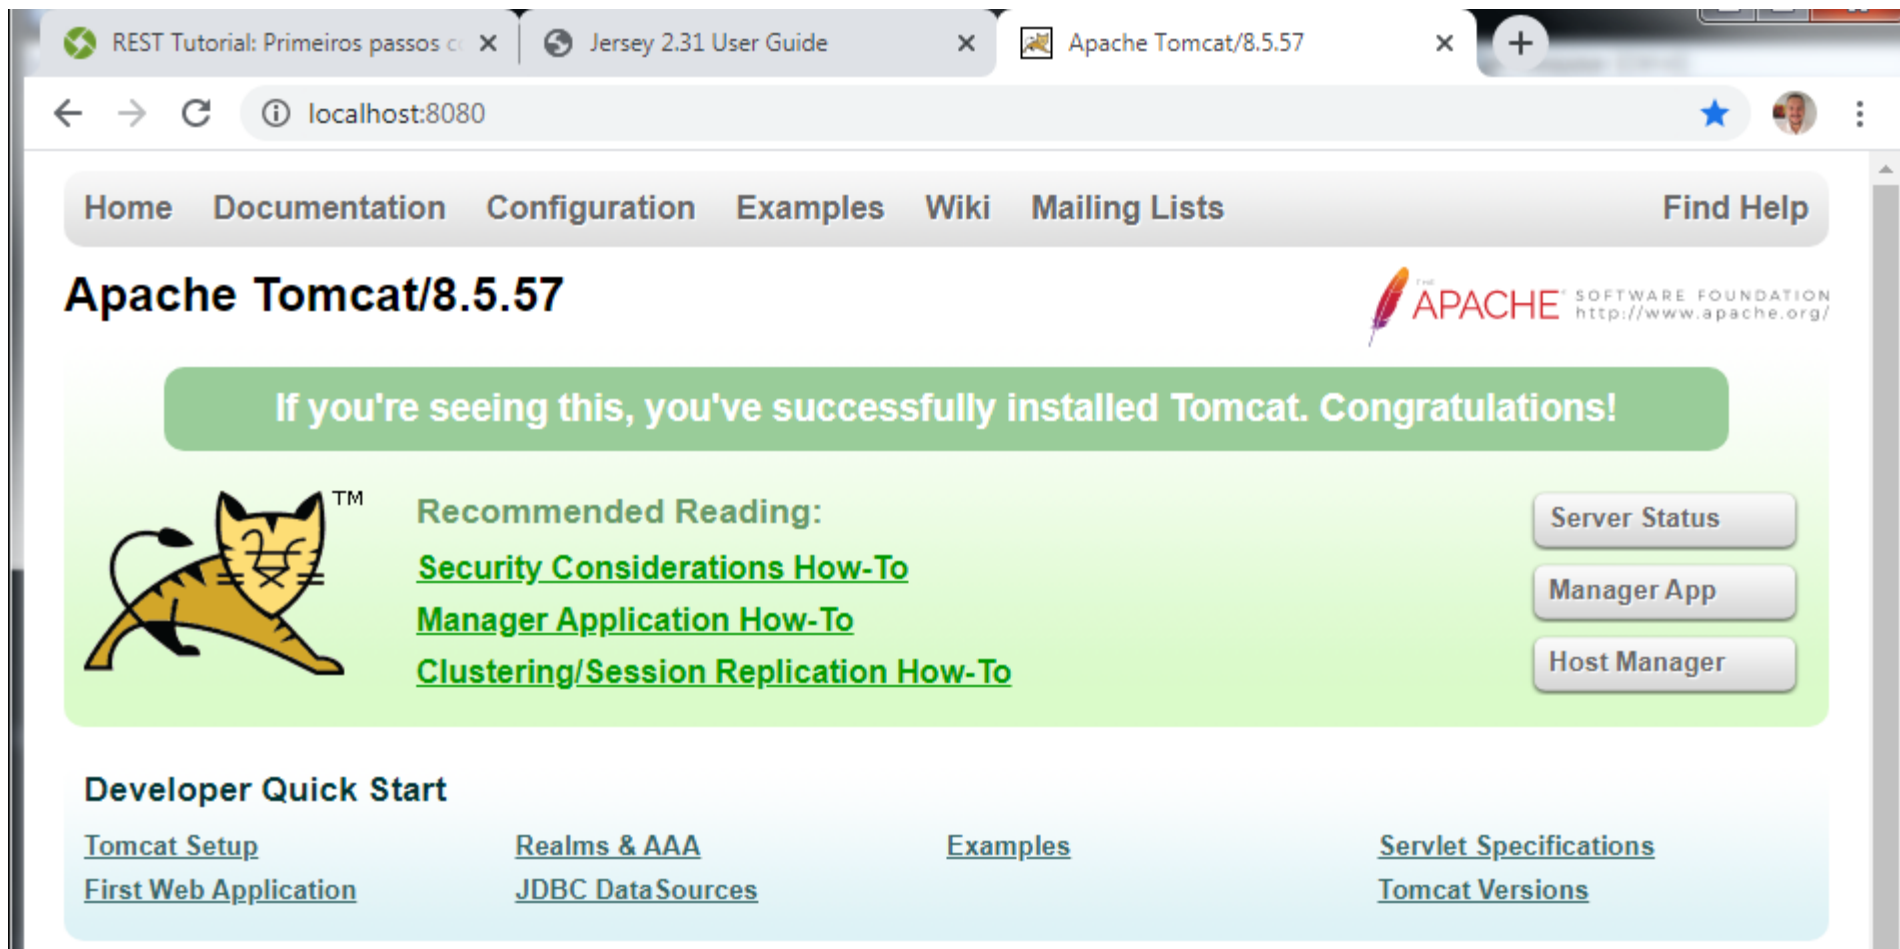 REST Tutorial: Primeiros passos c
Jersey 2.31 User Guide
Apache Tomcat/8.5.57
localhost:8080
Home Documentation Configuration Examples Wiki Mailing Lists Find Help
Apache Tomcat/8.5.57
THE
APACHE
SOFTWARE FOUNDATION
http://www.apache.org/
If you're seeing this, you've successfully installed Tomcat. Congratulations!
TM
Recommended Reading:
Security Considerations How-To
Manager Application How-To
Clustering/Session Replication How-To
Server Status
Manager App
Host Manager
Developer Quick Start
Tomcat Setup Realms & AAA Examples Servlet Specifications
First Web Application JDBC DataSources Tomcat Versions